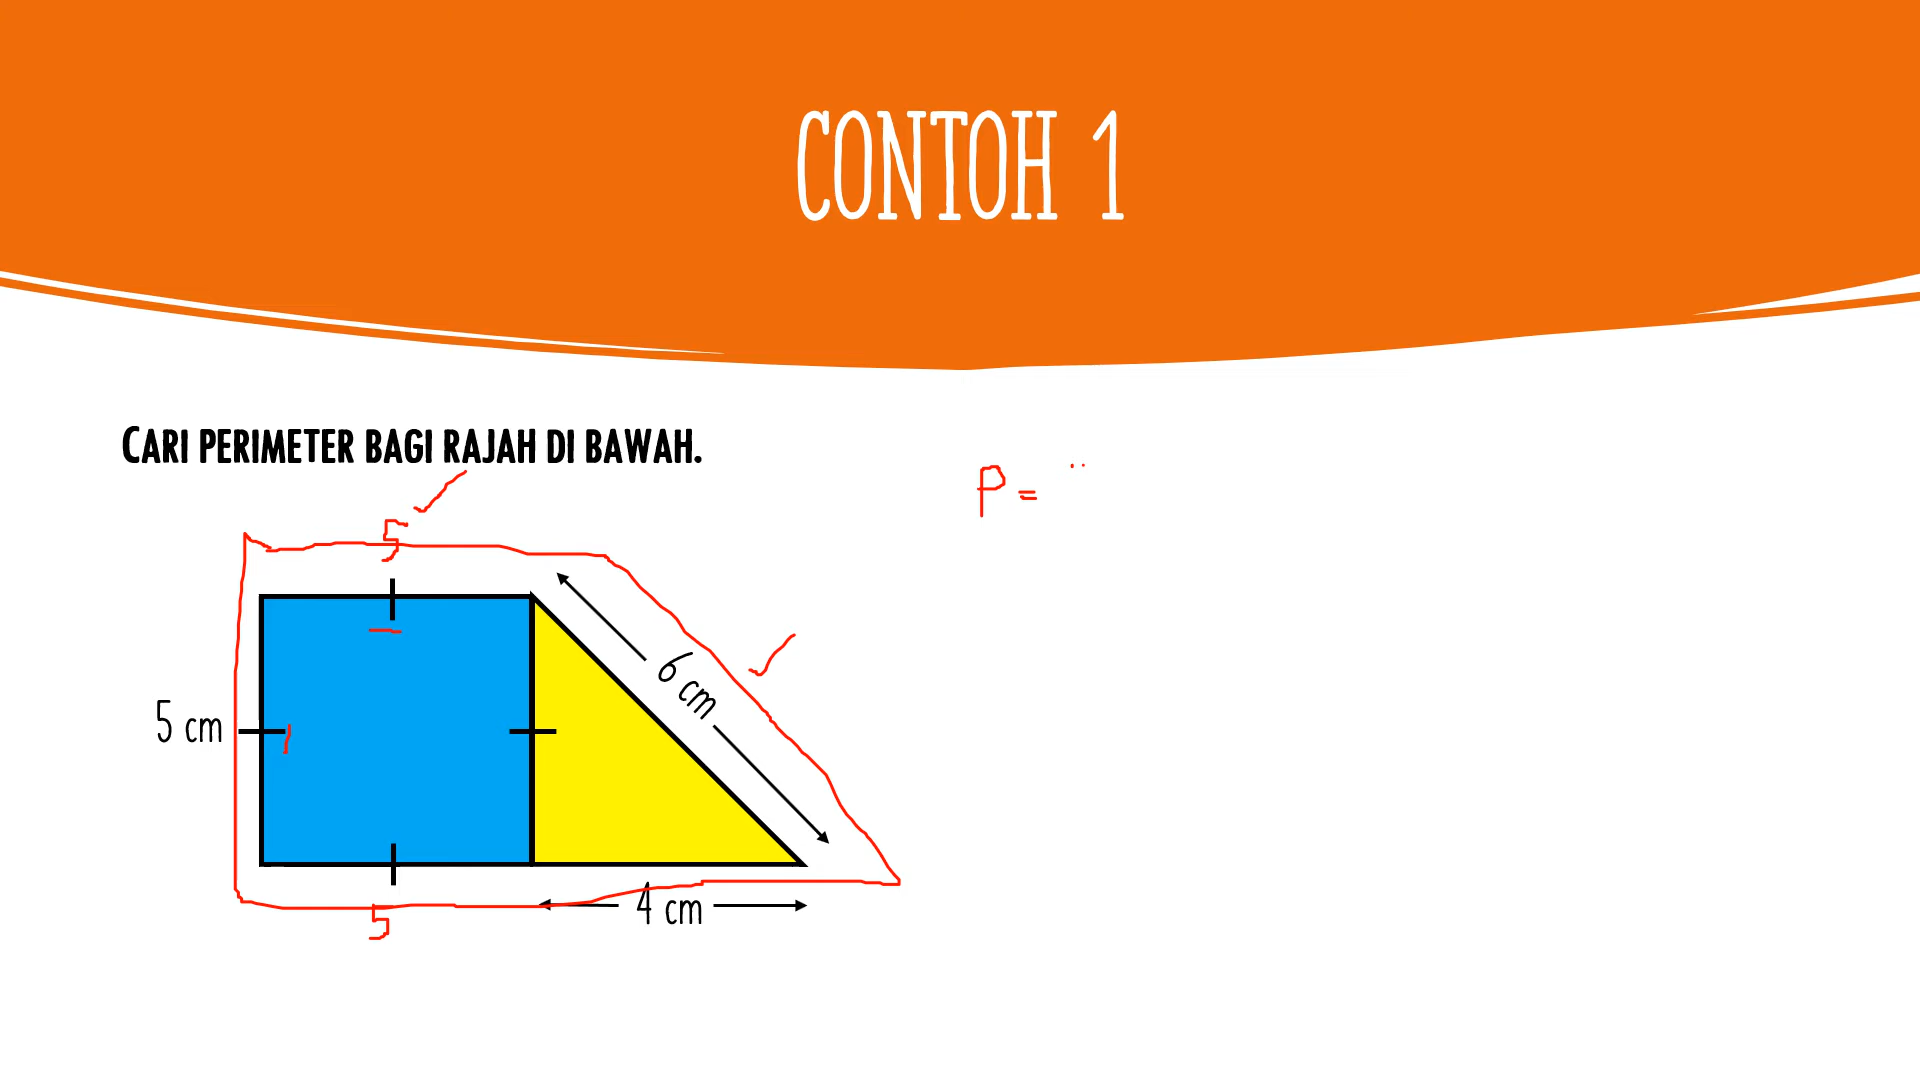 CONTOH 1
CARI PERIMETER BAGI RAJAH DI BAWAH.
P =
5
6 cm
5 cm
4 cm
5